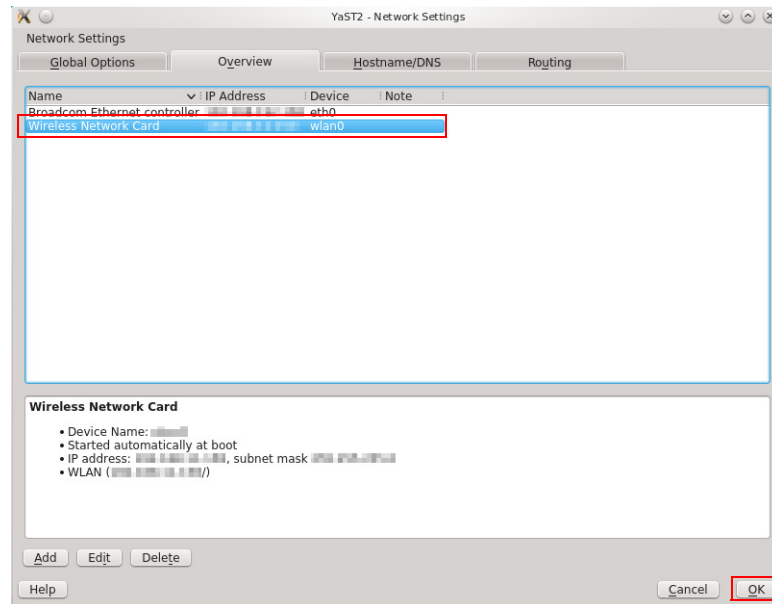 YaST2 - Network Settings
Network Settings
Global Options Overview Hostname/DNS Routing
Name IP Address Device Note
Broadcom Ethernet controller eth0
Wireless Network Card wlan0
Wireless Network Card
• Device Name:
• Started automatically at boot
• IP address: , subnet mask
• WLAN ( /)
Add Edit Delete
Help Cancel OK